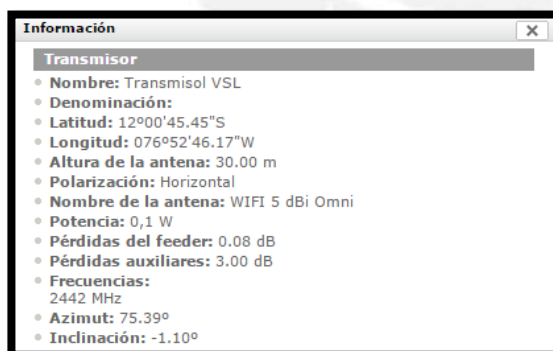 Información
Transmisor
Nombre: Transmisol VSL
Denominación:
Latitud: 12º00'45.45"S
Longitud: 076º52'46.17"W
Altura de la antena: 30.00 m
Polarización: Horizontal
Nombre de la antena: WIFI 5 dBi Omni
Potencia: 0,1 W
Pérdidas del feeder: 0.08 dB
Pérdidas auxiliares: 3.00 dB
Frecuencias:
2442 MHz
Azimut: 75.39º
Inclinación: -1.10º